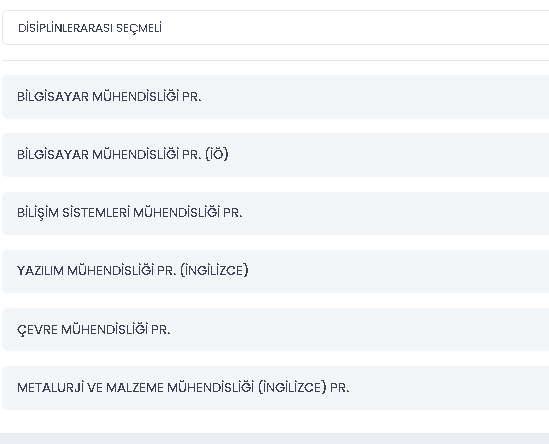 DİSİPLİNLERARASI SEÇMELİ
BİLGİSAYAR MÜHENDİSLİĞİ PR.
BİLGİSAYAR MÜHENDİSLİĞİ PR. (İÖ)
BİLİŞİM SİSTEMLERİ MÜHENDİSLİĞİ PR.
YAZILIM MÜHENDİSLİĞİ PR. (İNGİLİZCE)
ÇEVRE MÜHENDİSLİĞİ PR.
METALURJİ VE MALZEME MÜHENDİSLİĞİ (İNGİLİZCE) PR.